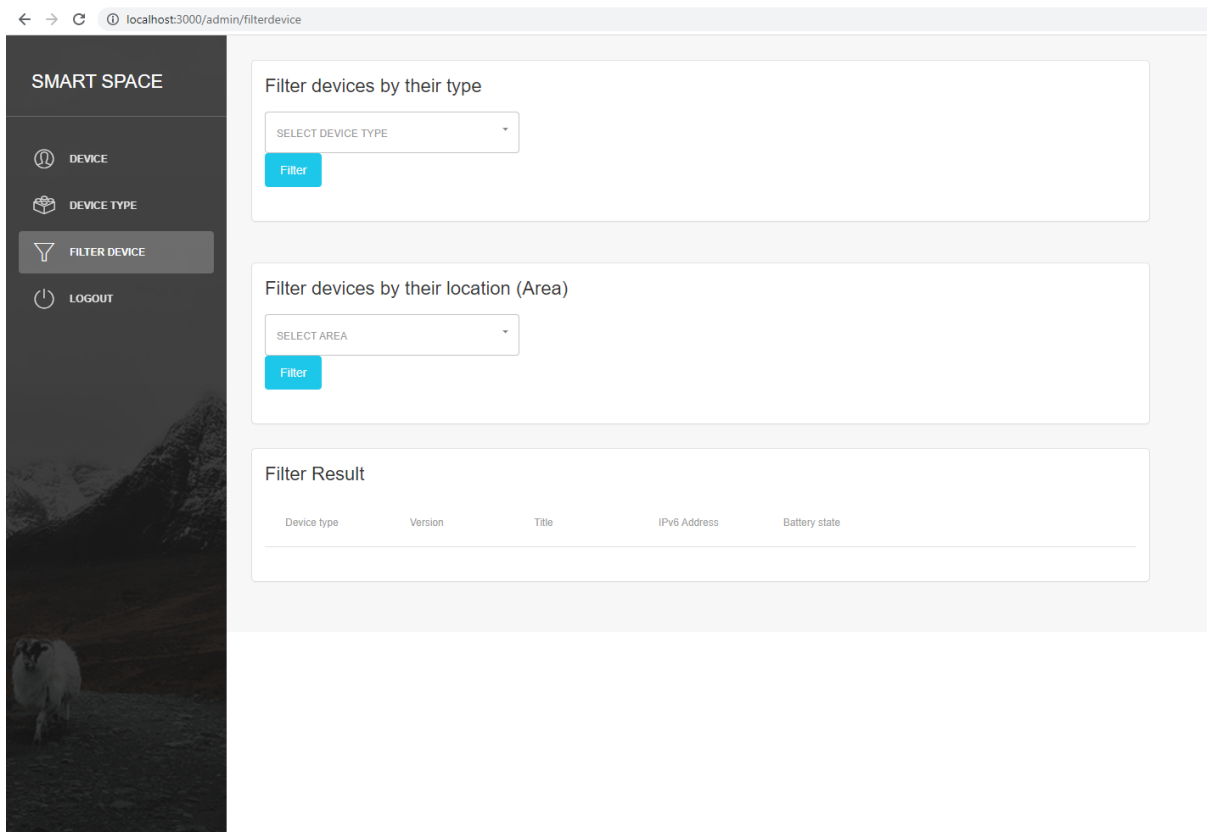 localhost:3000/admin/filterdevice
SMART SPACE
DEVICE
DEVICE TYPE
FILTER DEVICE
LOGOUT
Filter devices by their type
SELECT DEVICE TYPE
Filter
Filter devices by their location (Area)
SELECT AREA
Filter
Filter Result
Device type Version Title IPv6 Address Battery state